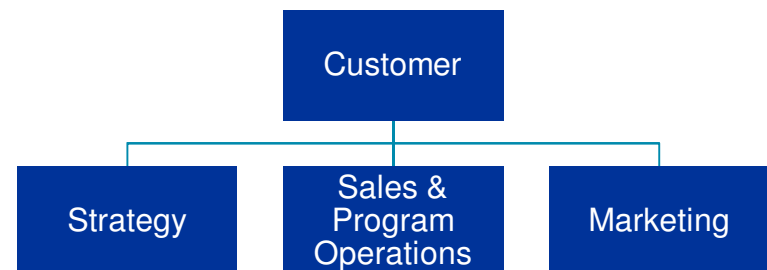 Customer
Strategy
Sales &
Program
Operations
Marketing